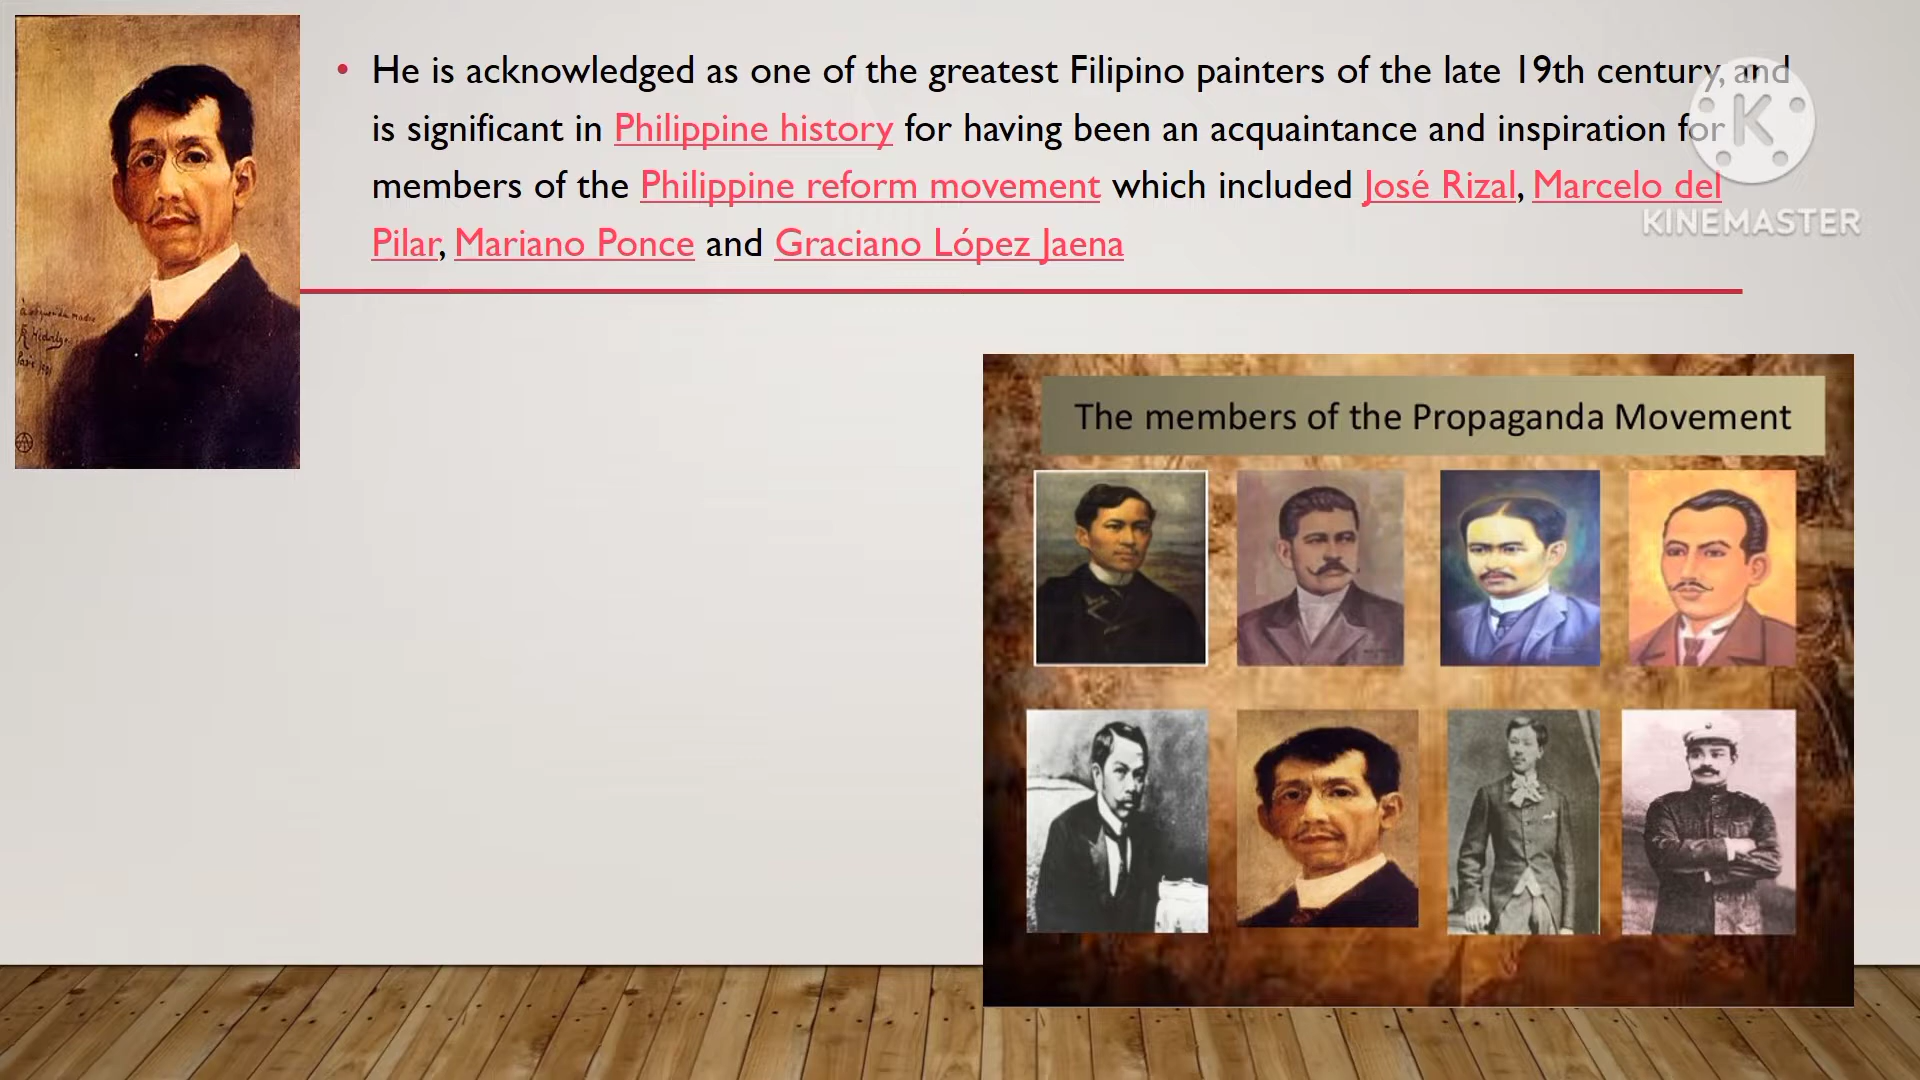 • He is acknowledged as one of the greatest Filipino painters of the late 19th century, and
is significant in Philippine history for having been an acquaintance and inspiration for
members of the Philippine reform movement which included José Rizal, Marcelo del
Pilar, Mariano Ponce and Graciano López Jaena
K
KINEMASTER
Hidalgo
The members of the Propaganda Movement